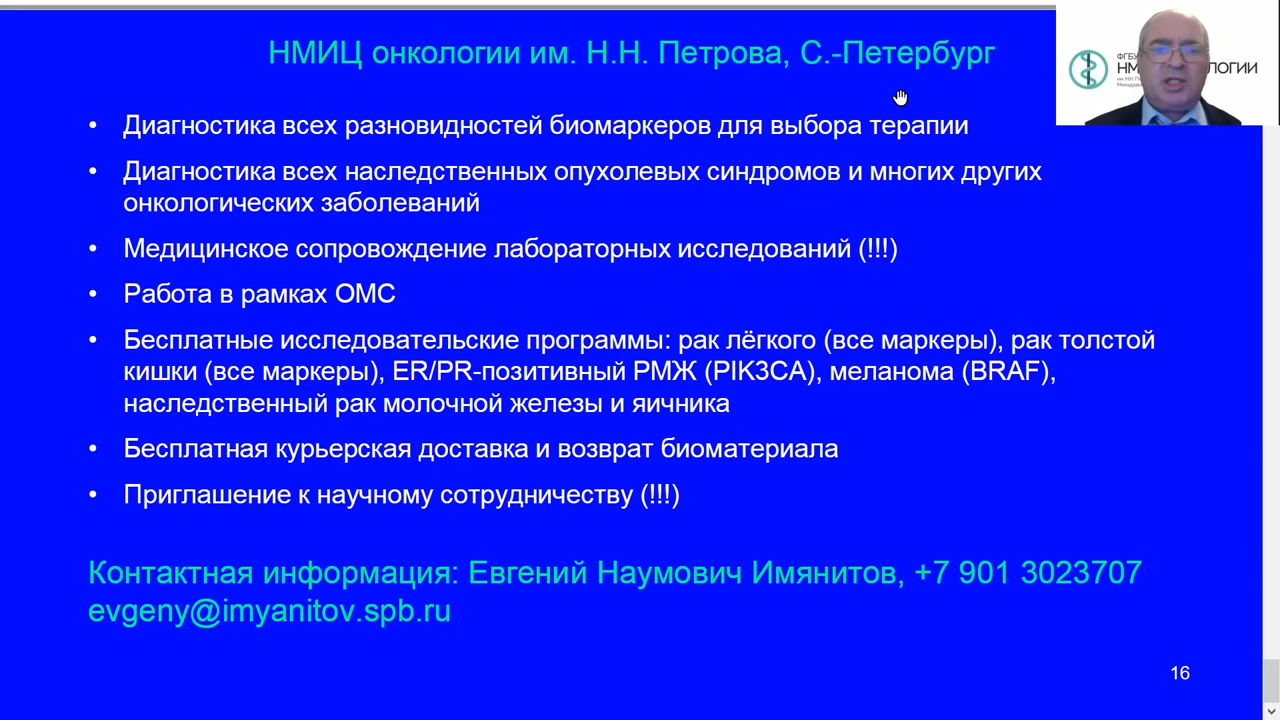 НМИЦ онкологии им. Н.Н. Петрова, С.-Петербург
ФГБУ
• Диагностика всех разновидностей биомаркеров для выбора терапии
• Диагностика всех наследственных опухолевых синдромов и многих других
онкологических заболеваний
• Медицинское сопровождение лабораторных исследований (!!!)
• Работа в рамках ОМС
• Бесплатные исследовательские программы: рак лёгкого (все маркеры), рак толстой
кишки (все маркеры), ER/PR-позитивный РМЖ (PIK3CA), меланома (BRAF),
наследственный рак молочной железы и яичника
• Бесплатная курьерская доставка и возврат биоматериала
• Приглашение к научному сотрудничеству (!!!)
Контактная информация: Евгений Наумович Имянитов, +7 901 3023707
evgeny@imyanitov.spb.ru
16